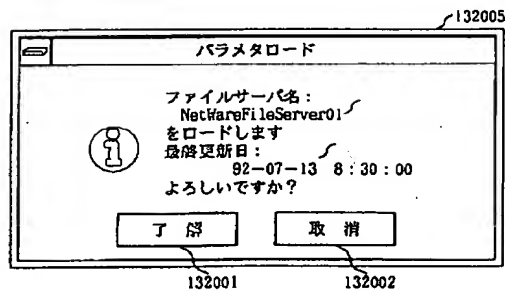 132005
パラメタロード
ファイルサーバ名:
NetWareFileServer01
をロードします
最終更新日:
92-07-13 8:30:00
よろしいですか?
了解 取消
132001 132002